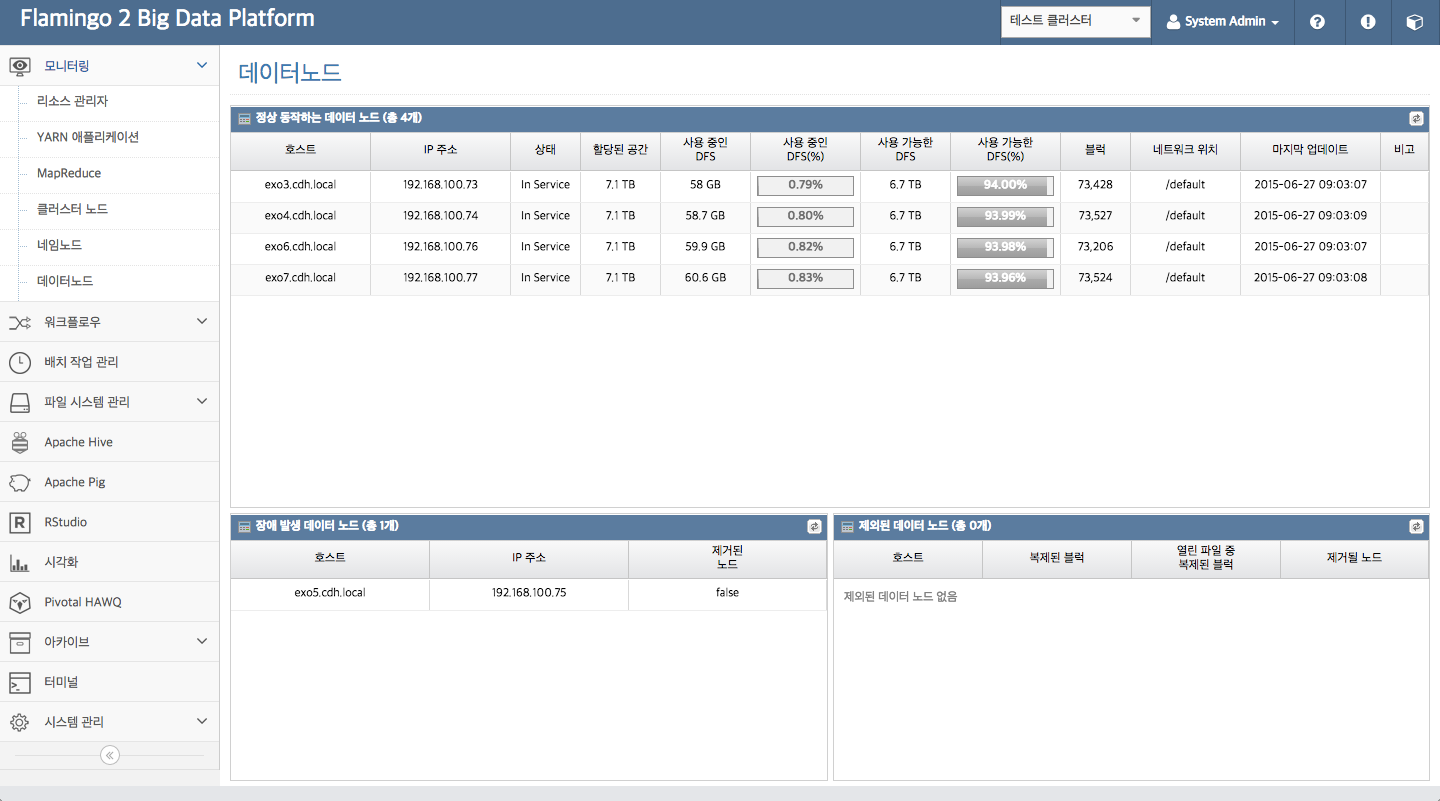 Flamingo 2 Big Data Platform
테스트 클러스터
System Admin
모니터링
리소스 관리자
YARN 애플리케이션
MapReduce
클러스터 노드
네임노드
데이터노드
워크플로우
배치 작업 관리
파일 시스템 관리
Apache Hive
Apache Pig
RStudio
시각화
Pivotal HAWQ
아카이브
터미널
시스템 관리
데이터노드
정상 동작하는 데이터 노드 (총 4개)
호스트 IP 주소 상태 할당된 공간 사용 중인 DFS 사용 중인 DFS(%) 사용 가능한 DFS 사용 가능한 DFS(%) 블럭 네트워크 위치 마지막 업데이트 비고
exo3.cdh.local 192.168.100.73 In Service 7.1 TB 58 GB 0.79% 6.7 TB 94.00% 73,428 /default 2015-06-27 09:03:07
exo4.cdh.local 192.168.100.74 In Service 7.1 TB 58.7 GB 0.80% 6.7 TB 93.99% 73,527 /default 2015-06-27 09:03:09
exo6.cdh.local 192.168.100.76 In Service 7.1 TB 59.9 GB 0.82% 6.7 TB 93.98% 73,206 /default 2015-06-27 09:03:07
exo7.cdh.local 192.168.100.77 In Service 7.1 TB 60.6 GB 0.83% 6.7 TB 93.96% 73,524 /default 2015-06-27 09:03:08
장애 발생 데이터 노드 (총 1개)
호스트 IP 주소 제거된 노드
exo5.cdh.local 192.168.100.75 false
제외된 데이터 노드 (총 0개)
호스트 복제된 블럭 열린 파일 중 복제된 블럭 제거될 노드
제외된 데이터 노드 없음